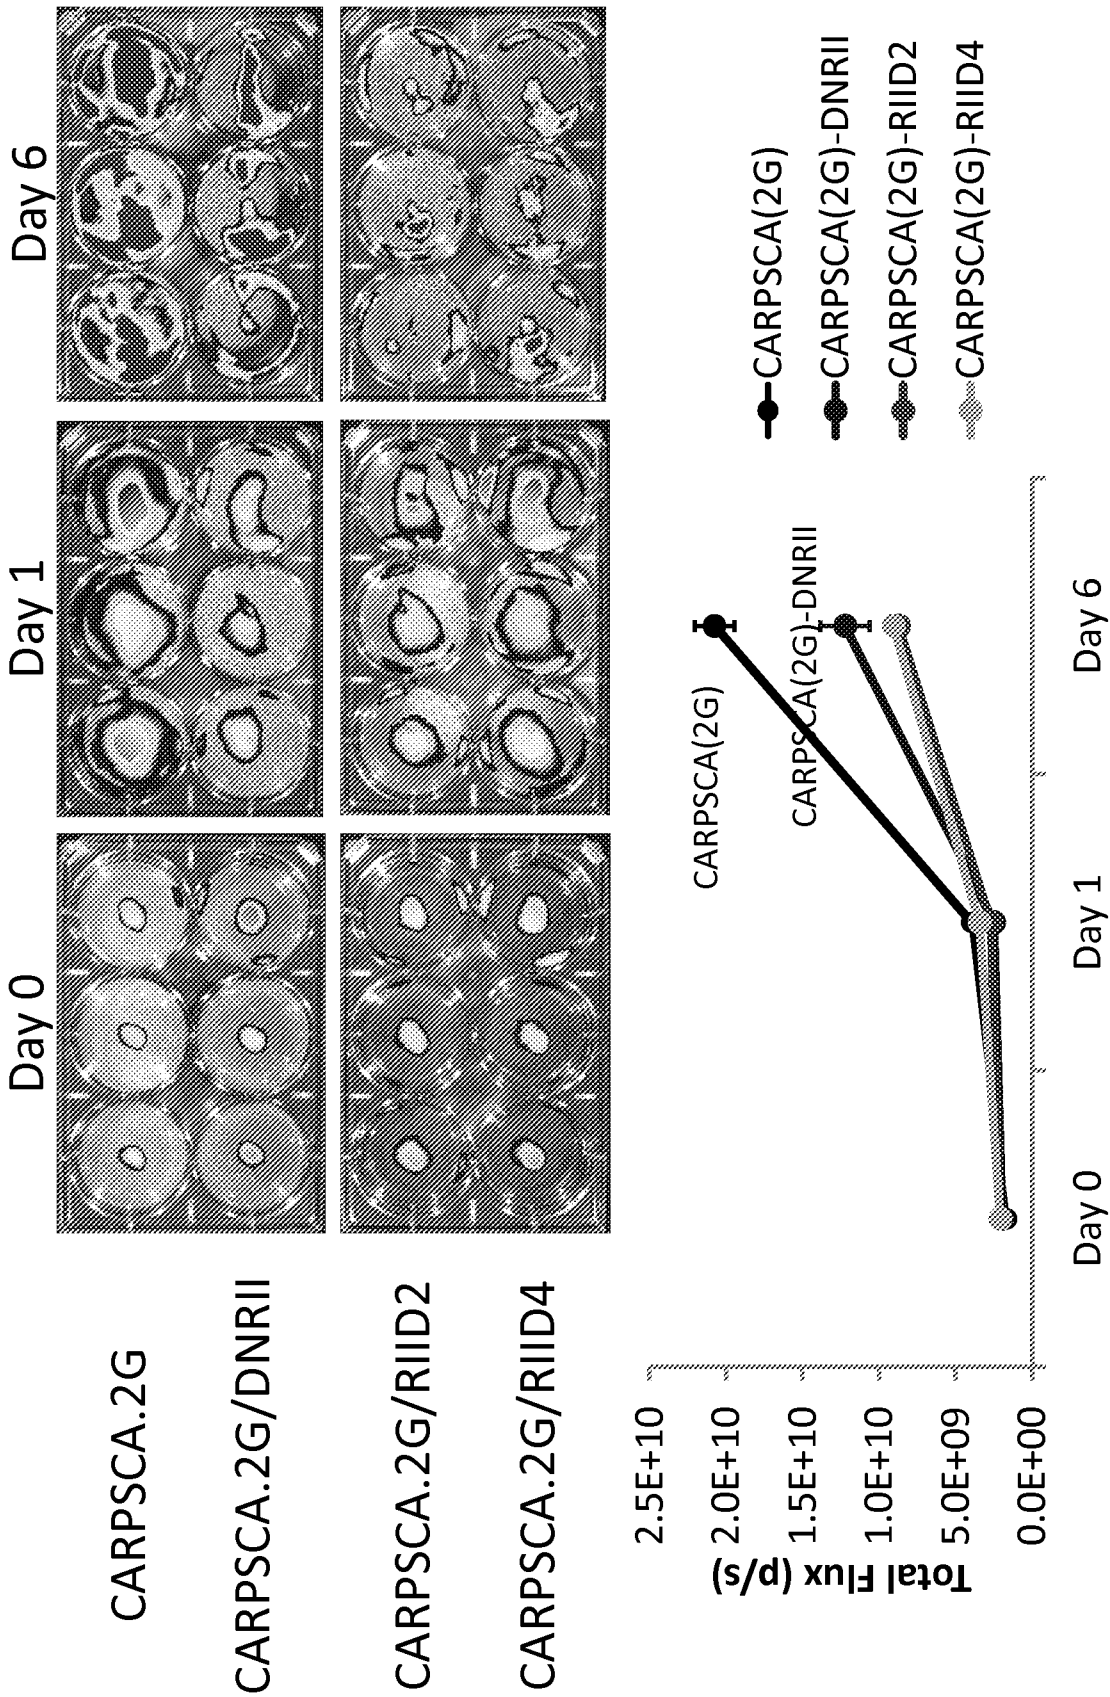 Day 0
Day 1
Day 6
CARPSCA.2G
CARPSCA.2G/DNRII
CARPSCA.2G/RIID2
CARPSCA.2G/RIID4
Total Flux (p/s)
2.5E+10
2.0E+10
1.5E+10
1.0E+10
5.0E+09
0.0E+00
CARPSCA(2G)
CARPSCA(2G)-DNRII
Day 0
Day 1
Day 6
CARPSCA(2G)
CARPSCA(2G)-DNRII
CARPSCA(2G)-RIID2
CARPSCA(2G)-RIID4